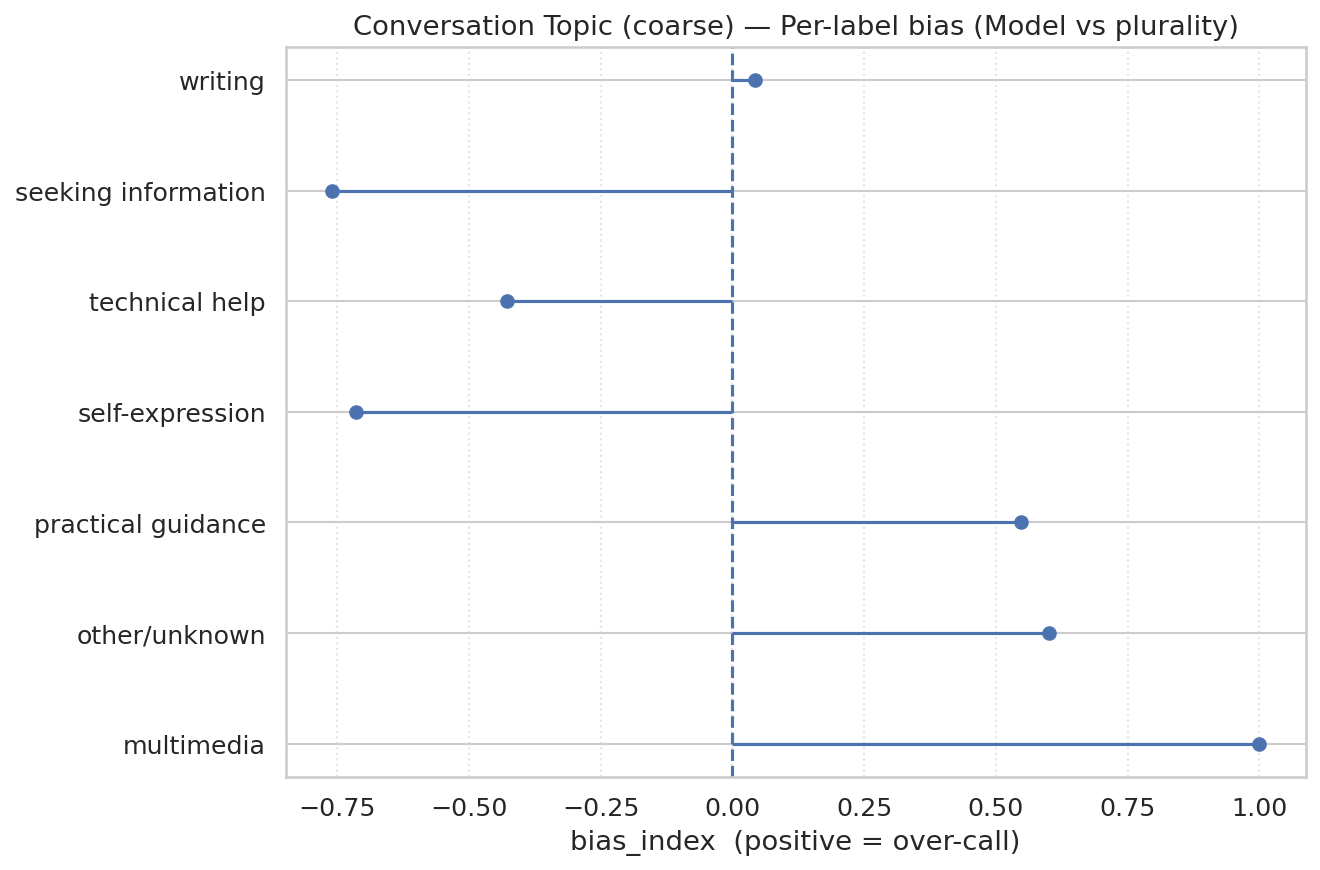 Conversation Topic (coarse) — Per-label bias (Model vs plurality)
writing
seeking information
technical help
self-expression
practical guidance
other/unknown
multimedia
−0.75 −0.50 −0.25 0.00 0.25 0.50 0.75 1.00
bias_index (positive = over-call)